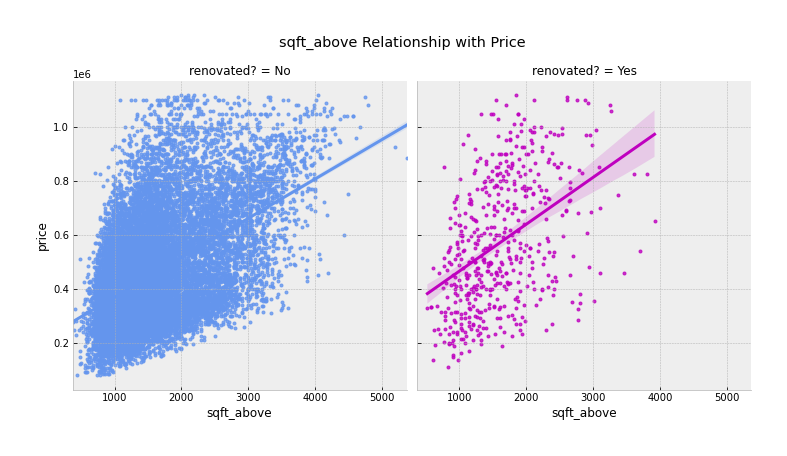 sqft_above Relationship with Price
renovated? = No
renovated? = Yes
1e6
1.0
0.8
0.6
0.4
0.2
price
1000 2000 3000 4000 5000
1000 2000 3000 4000 5000
sqft_above
sqft_above